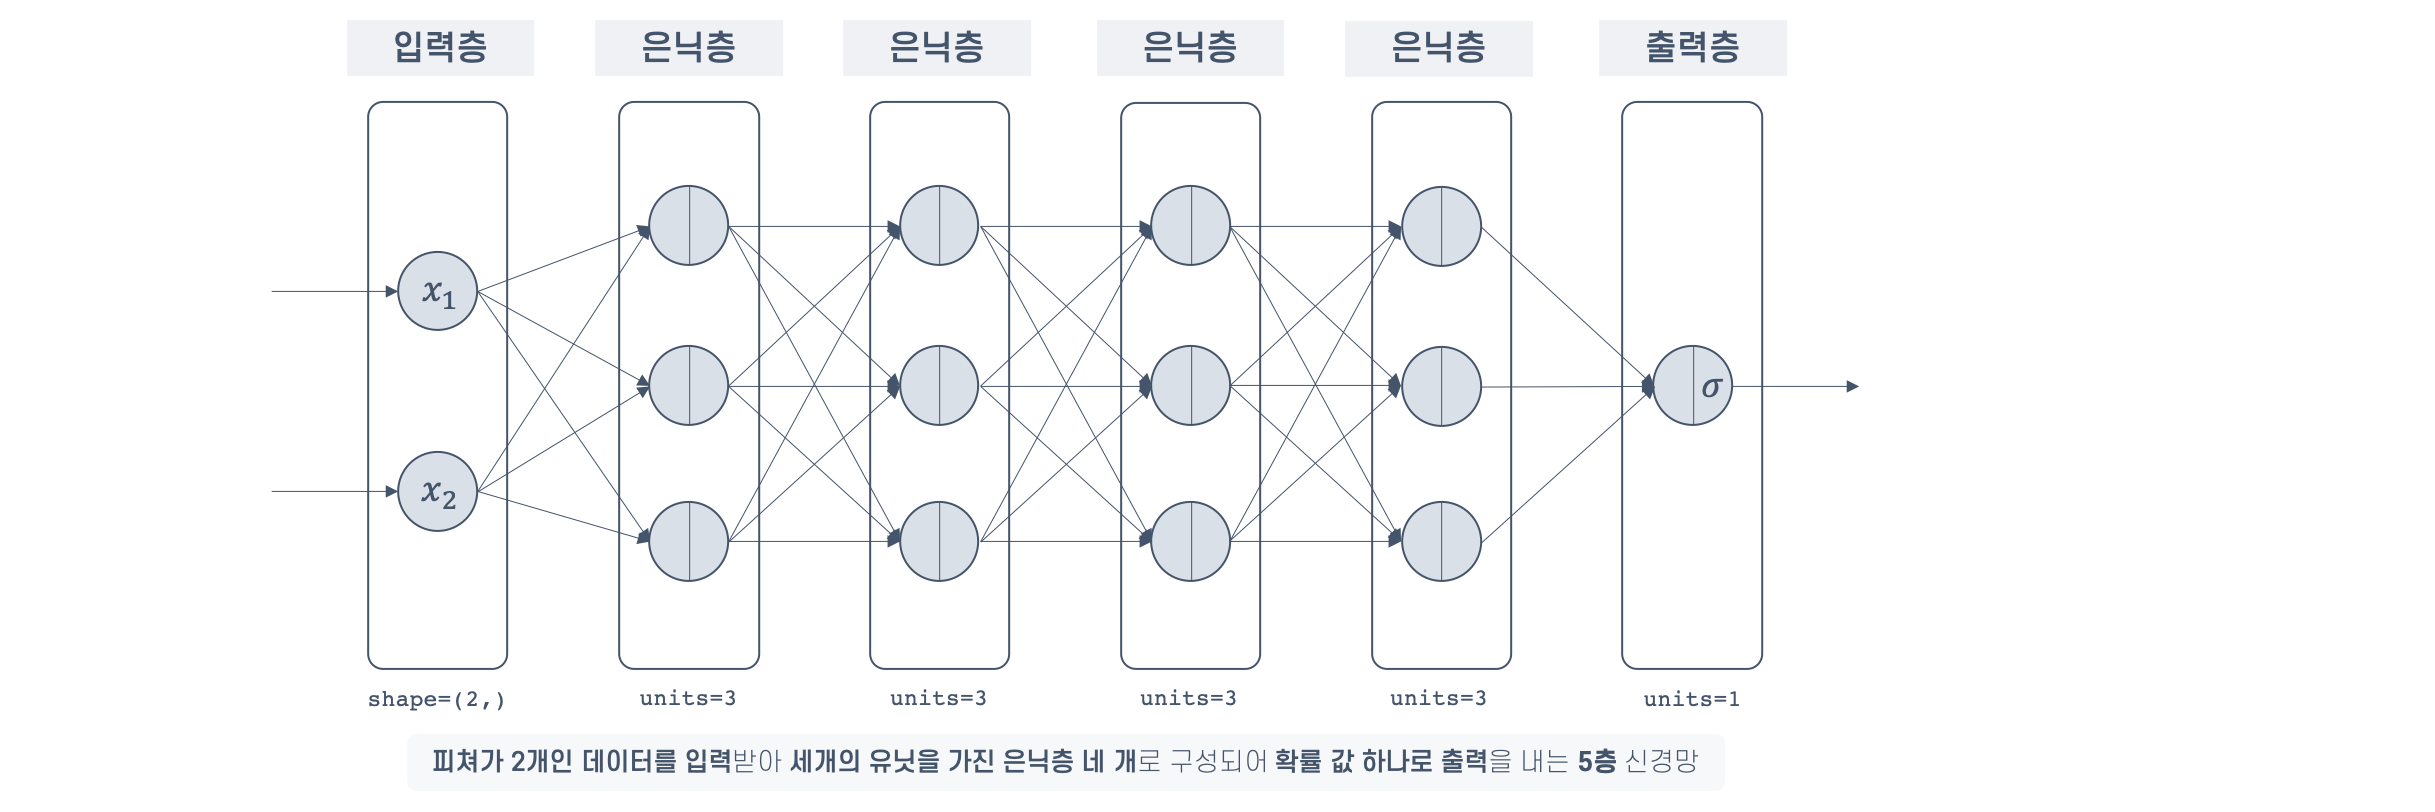 입력층 은닉층 은닉층 은닉층 은닉층 출력층
x₁
x₂
σ
shape=(2,) units=3 units=3 units=3 units=3 units=1
피쳐가 2개인 데이터를 입력받아 세개의 유닛을 가진 은닉층 네 개로 구성되어 확률 값 하나로 출력을 내는 5층 신경망